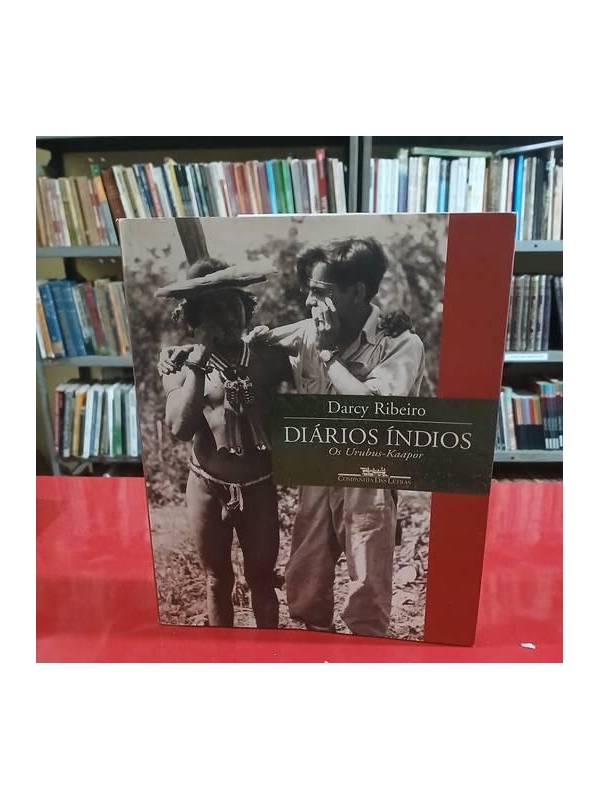 Darcy Ribeiro
DIÁRIOS ÍNDIOS
Os Urubus-Kaapor
COMPANHIA DAS LETRAS